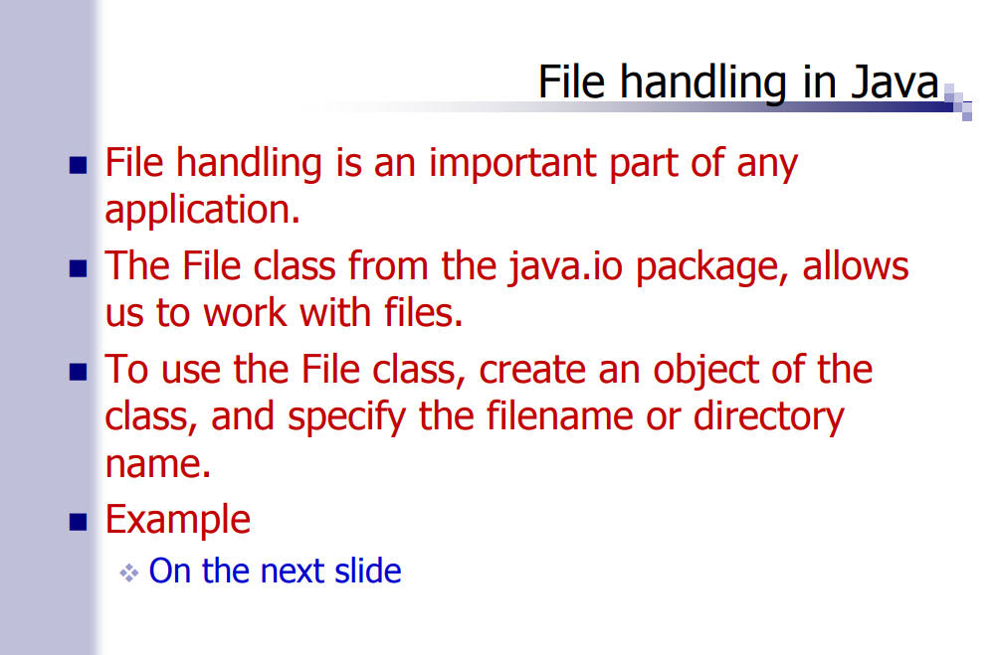 File handling in Java
File handling is an important part of any
application.
The File class from the java.io package, allows
us to work with files.
To use the File class, create an object of the
class, and specify the filename or directory
name.
Example
On the next slide